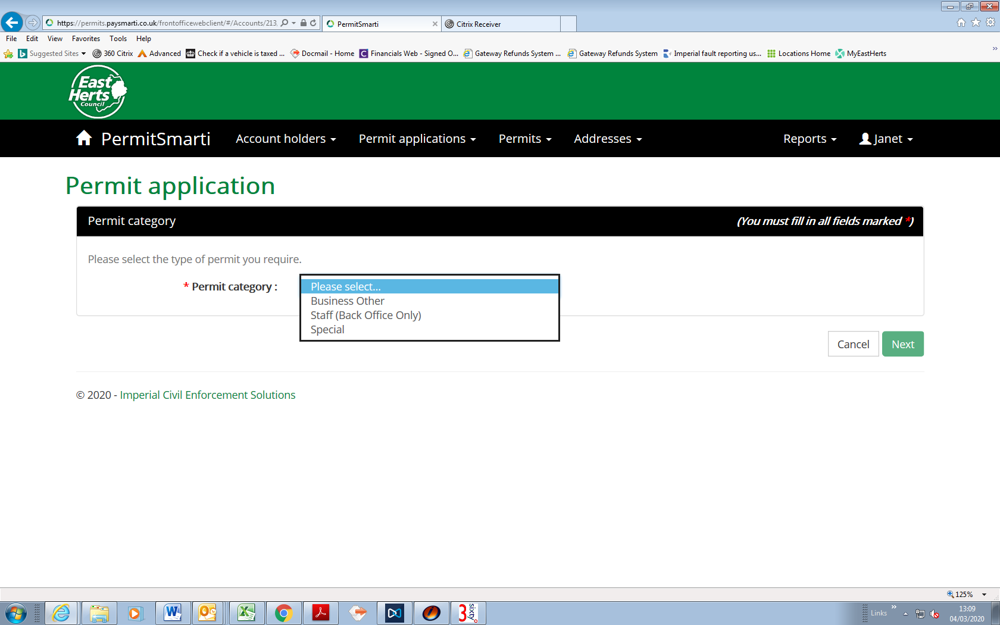 https://permits.paysmarti.co.uk/frontofficewebclient/#/Accounts/213.
PermitSmarti
Citrix Receiver
File Edit View Favorites Tools Help
Suggested Sites 360 Citrix Advanced Check if a vehicle is taxed ... Docmail - Home Financials Web - Signed O... Gateway Refunds System ... Gateway Refunds System Imperial fault reporting us... Locations Home MyEastHerts
East
Herts
Council
PermitSmarti Account holders Permit applications Permits Addresses Reports Janet
Permit application
Permit category (You must fill in all fields marked *)
Please select the type of permit you require.
* Permit category : Please select...
Business Other
Staff (Back Office Only)
Special
Cancel Next
© 2020 - Imperial Civil Enforcement Solutions
125%
Links
13:09
04/03/2020
3 sixty